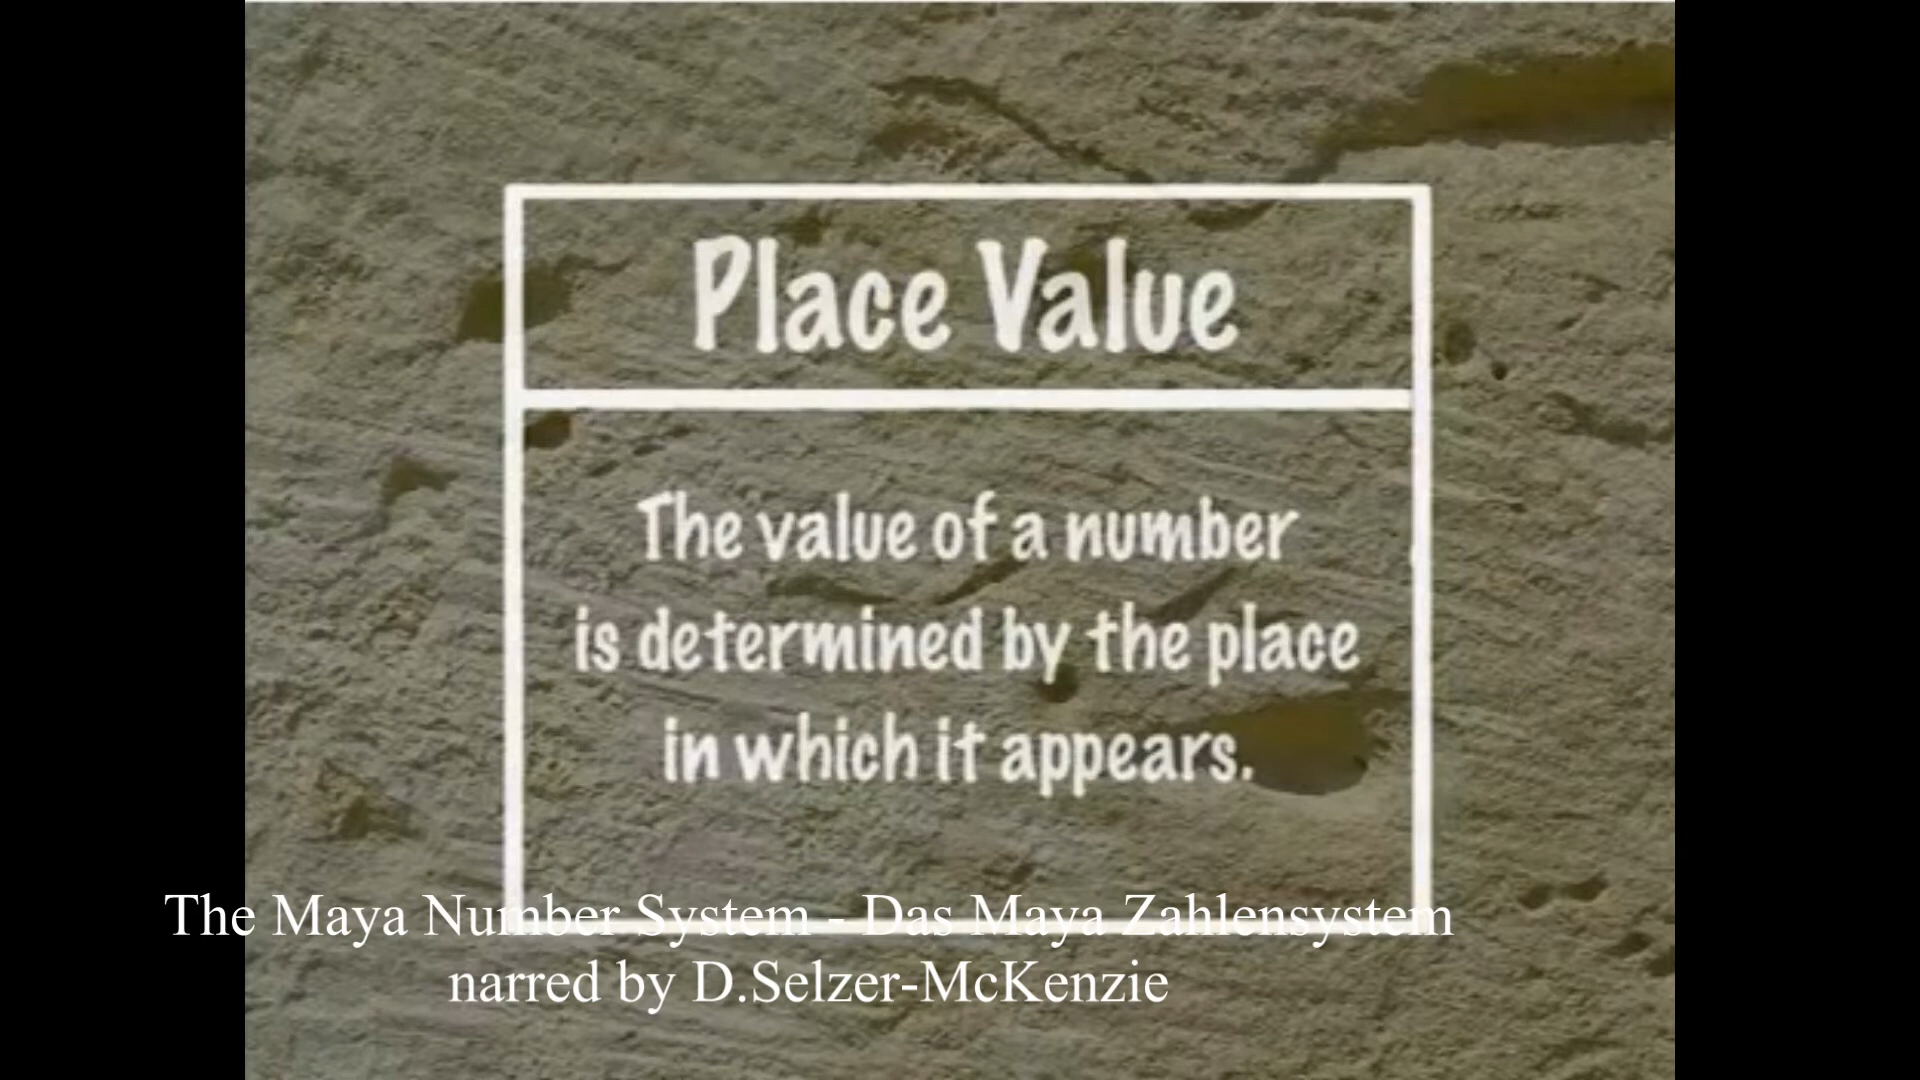 Place Value
The value of a number
is determined by the place
in which it appears.
The Maya Number System - Das Maya Zahlensystem
narred by D.Selzer-McKenzie